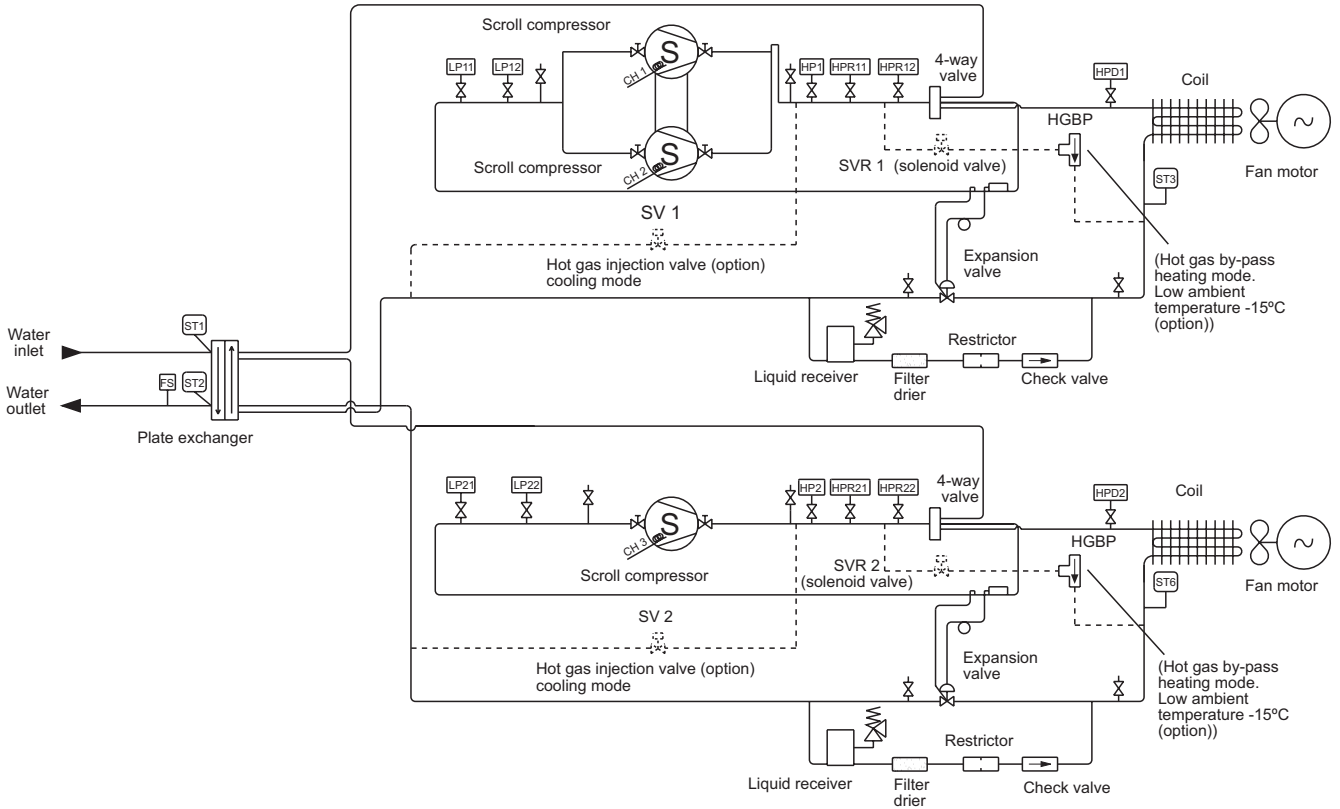 Scroll compressor
LP11
LP12
S
CH 1
HP1
HPR11
HPR12
4-way
valve
HPD1
Coil
~
Fan motor
HGBP
Scroll compressor
S
CH 2
SVR 1 (solenoid valve)
ST3
SV 1
Hot gas injection valve (option)
cooling mode
Expansion
valve
(Hot gas by-pass
heating mode.
Low ambient
temperature -15ºC
(option))
Water
inlet
ST1
Restrictor
Liquid receiver
Filter
drier
Check valve
Water
outlet
FS
ST2
Plate exchanger
LP21
LP22
S
CH 3
HP2
HPR21
HPR22
4-way
valve
HPD2
Coil
~
Fan motor
HGBP
Scroll compressor
SVR 2
(solenoid valve)
ST6
SV 2
Hot gas injection valve (option)
cooling mode
Expansion
valve
(Hot gas by-pass
heating mode.
Low ambient
temperature -15ºC
(option))
Restrictor
Liquid receiver
Filter
drier
Check valve